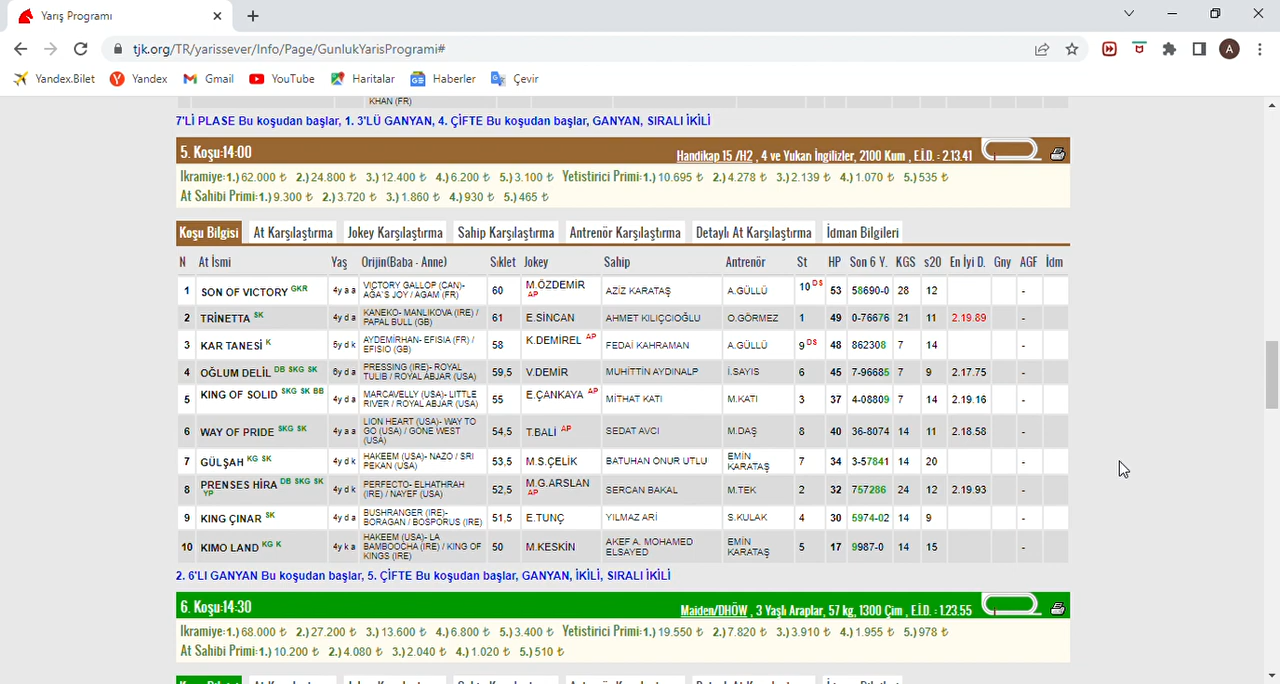 Yarış Programı
tjk.org/TR/yarissever/Info/Page/GunlukYarisProgrami#
A
Yandex.Bilet Yandex Gmail YouTube Haritalar Haberler Çevir
KHAN (FR)
7'Lİ PLASE Bu koşudan başlar, 1. 3'LÜ GANYAN, 4. ÇİFTE Bu koşudan başlar, GANYAN, SIRALI İKİLİ
5. Koşu:14:00 Handikap 15 /H2 , 4 ve Yukarı İngilizler, 2100 Kum , E.İ.D. : 2.13.41
Ikramiye:1.) 62.000 ₺ 2.) 24.800 ₺ 3.) 12.400 ₺ 4.) 6.200 ₺ 5.) 3.100 ₺ Yetistirici Primi:1.) 10.695 ₺ 2.) 4.278 ₺ 3.) 2.139 ₺ 4.) 1.070 ₺ 5.) 535 ₺
At Sahibi Primi:1.) 9.300 ₺ 2.) 3.720 ₺ 3.) 1.860 ₺ 4.) 930 ₺ 5.) 465 ₺
Koşu Bilgisi At Karşılaştırma Jokey Karşılaştırma Sahip Karşılaştırma Antrenör Karşılaştırma Detaylı At Karşılaştırma İdman Bilgileri
N At İsmi Yaş Orijin(Baba - Anne) Sıklet Jokey Sahip Antrenör St HP Son 6 Y. KGS s20 En İyi D. Gny AGF İdm
1 SON OF VICTORY GKR 4y a a VICTORY GALLOP (CAN)- AĞA'S JOY / AGAM (FR) 60 M.ÖZDEMİR AP AZİZ KARATAŞ A.GÜLLÜ 10 DS 53 58690-0 28 12 -
2 TRİNETTA SK 4y d a KANEKO- MANLIKOVA (IRE) / PAPAL BULL (GB) 61 E.SİNCAN AHMET KILIÇCIOĞLU O.GÖRMEZ 1 49 0-76676 21 11 2.19.89 -
3 KAR TANESİ K 5y d k AYDEMİRHAN- EFISIA (FR) / EFISIO (GB) 58 K.DEMİREL AP FEDAİ KAHRAMAN A.GÜLLÜ 9 DS 48 862308 7 14 -
4 OĞLUM DELİL DB SKG SK 6y d a PRESSING (IRE)- ROYAL TULIB / ROYAL ABJAR (USA) 59,5 V.DEMİR MUHİTTİN AYDINALP İ.SAYIS 6 45 7-96685 7 9 2.17.75 -
5 KING OF SOLID SKG SK BB 4y d a MARCAVELLY (USA)- LITTLE RIVER / ROYAL ABJAR (USA) 55 E.ÇANKAYA AP MİTHAT KATI M.KATI 3 37 4-08809 7 14 2.19.16 -
6 WAY OF PRIDE SKG SK 4y a a LION HEART (USA)- WAY TO GO (USA) / GONE WEST (USA) 54,5 T.BALİ AP SEDAT AVCI M.DAŞ 8 40 36-8074 14 11 2.18.58 -
7 GÜLŞAH KG SK 4y d k HAKEEM (USA)- NAZO / SRI PEKAN (USA) 53,5 M.S.ÇELİK BATUHAN ONUR UTLU EMİN KARATAŞ 7 34 3-57841 14 20 -
8 PRENSES HİRA DB SKG SK YP 4y d k PERFECTO- ELHATHRAH (IRE) / NAYEF (USA) 52,5 M.G.ARSLAN AP SERCAN BAKAL M.TEK 2 32 757286 24 12 2.19.93 -
9 KING ÇINAR SK 4y d a BUSHRANGER (IRE)- BORAGAN / BOSPORUS (IRE) 51,5 E.TUNÇ YILMAZ ARİ S.KULAK 4 30 5974-02 14 9 -
10 KIMO LAND KG K 4y k a HAKEEM (USA)- LA BAMBOOCHA (IRE) / KING OF KINGS (IRE) 50 M.KESKİN AKEF A. MOHAMED ELSAYED EMİN KARATAŞ 5 17 9987-0 14 15 -
2. 6'LI GANYAN Bu koşudan başlar, 5. ÇİFTE Bu koşudan başlar, GANYAN, İKİLİ, SIRALI İKİLİ
6. Koşu:14:30 Maiden/DHÖW , 3 Yaşlı Araplar, 57 kg, 1300 Çim , E.İ.D. : 1.23.55
Ikramiye:1.) 68.000 ₺ 2.) 27.200 ₺ 3.) 13.600 ₺ 4.) 6.800 ₺ 5.) 3.400 ₺ Yetistirici Primi:1.) 19.550 ₺ 2.) 7.820 ₺ 3.) 3.910 ₺ 4.) 1.955 ₺ 5.) 978 ₺
At Sahibi Primi:1.) 10.200 ₺ 2.) 4.080 ₺ 3.) 2.040 ₺ 4.) 1.020 ₺ 5.) 510 ₺